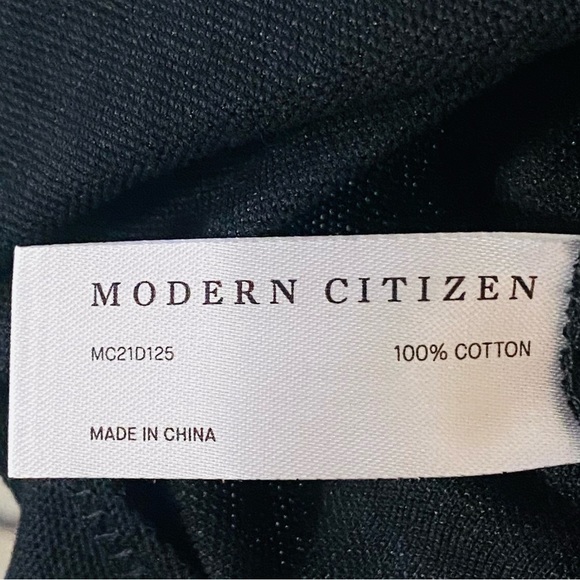 MODERN CITIZEN
MC21D125 100% COTTON
MADE IN CHINA